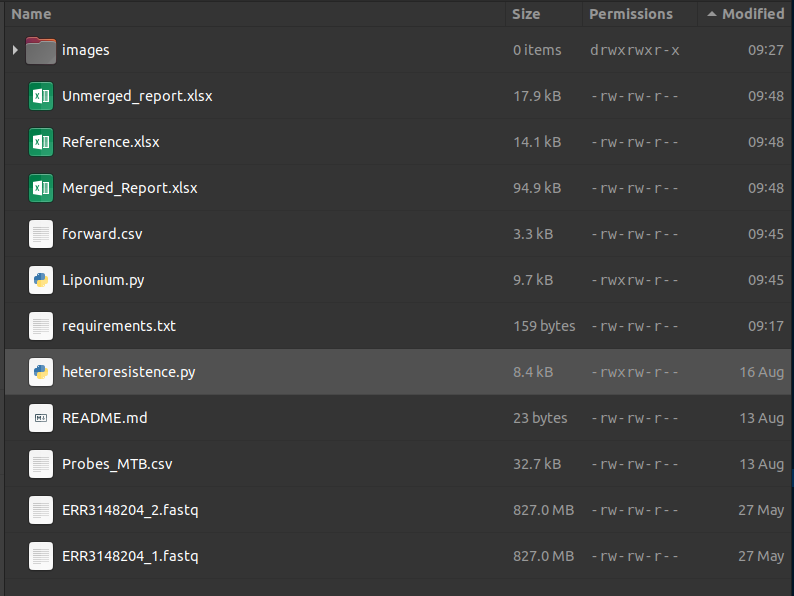 Name Size Permissions Modified
images 0 items drwxrwxr-x 09:27
Unmerged_report.xlsx 17.9 kB -rw-rw-r-- 09:48
Reference.xlsx 14.1 kB -rw-rw-r-- 09:48
Merged_Report.xlsx 94.9 kB -rw-rw-r-- 09:48
forward.csv 3.3 kB -rw-rw-r-- 09:45
Liponium.py 9.7 kB -rwxrw-r-- 09:45
requirements.txt 159 bytes -rw-rw-r-- 09:17
heteroresistence.py 8.4 kB -rwxrw-r-- 16 Aug
README.md 23 bytes -rw-rw-r-- 13 Aug
Probes_MTB.csv 32.7 kB -rw-rw-r-- 13 Aug
ERR3148204_2.fastq 827.0 MB -rw-rw-r-- 27 May
ERR3148204_1.fastq 827.0 MB -rw-rw-r-- 27 May